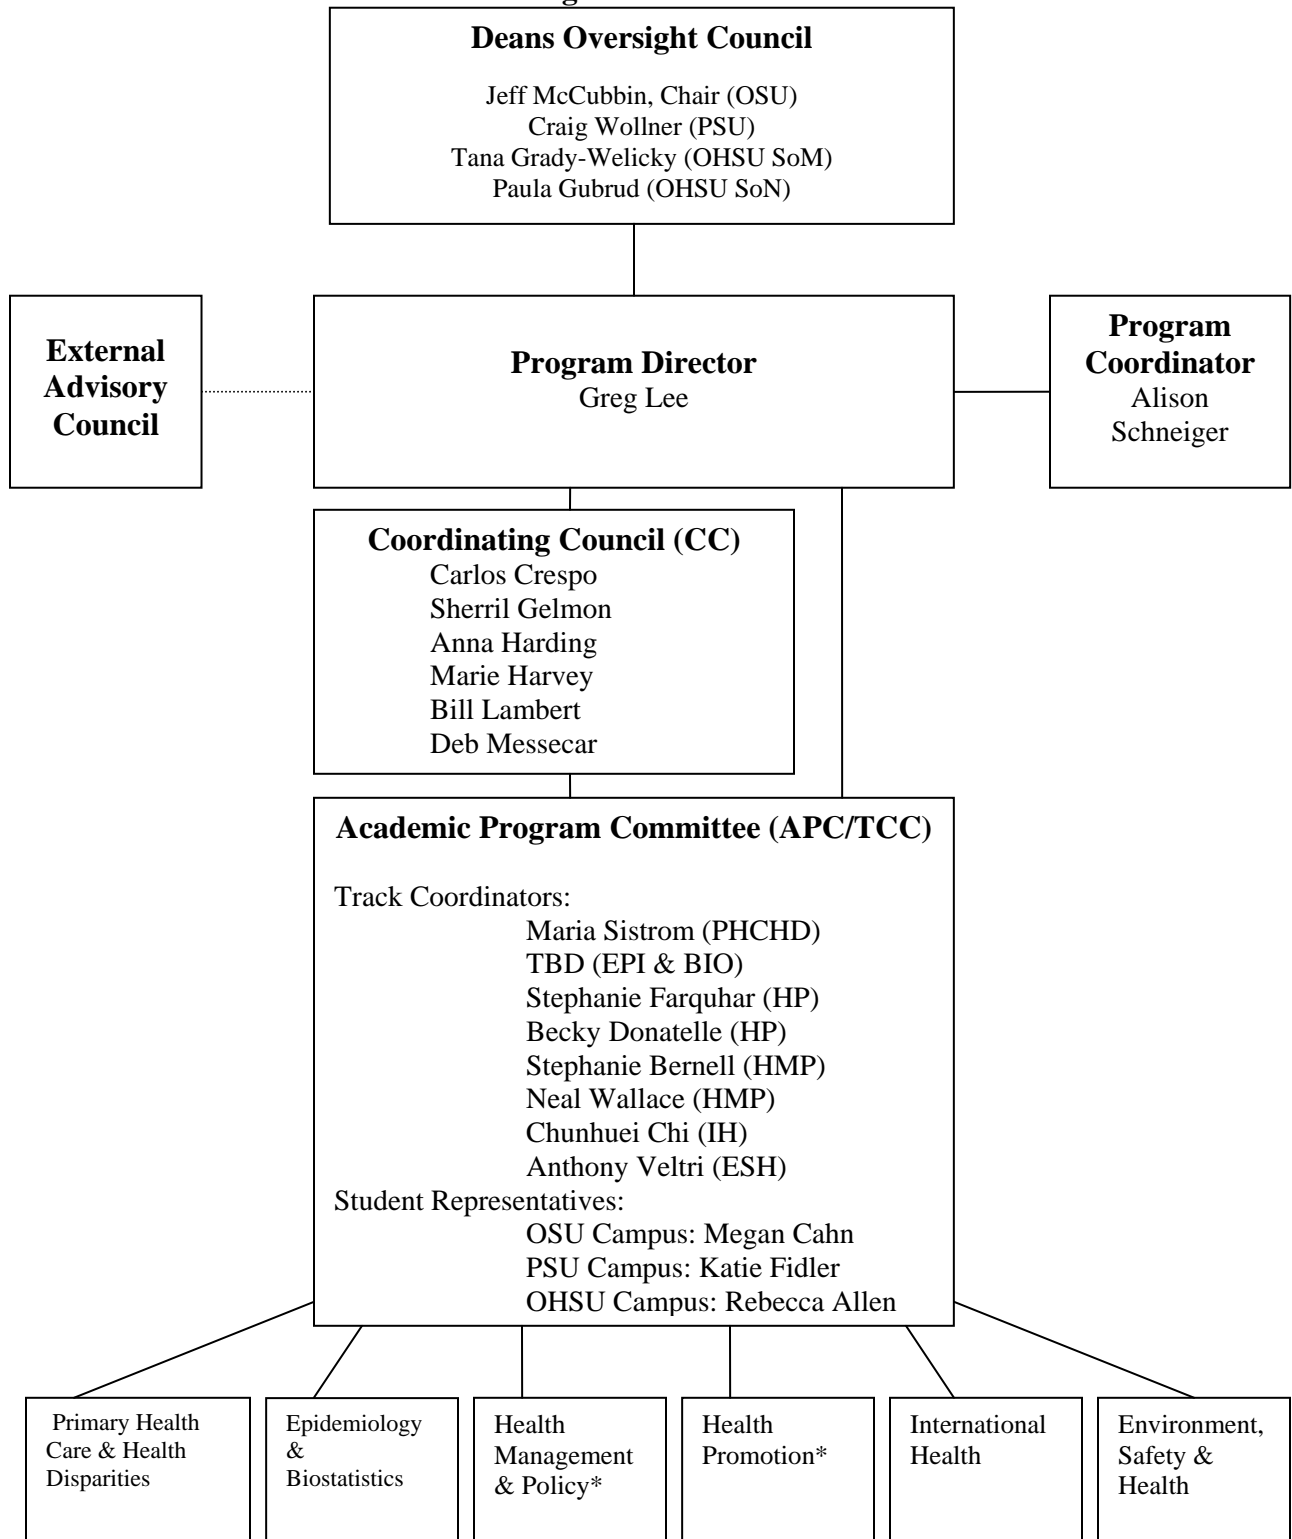 Deans Oversight Council
Jeff McCubbin, Chair (OSU)
Craig Wollner (PSU)
Tana Grady-Welicky (OHSU SoM)
Paula Gubrud (OHSU SoN)
External
Advisory
Council
Program Director
Greg Lee
Program
Coordinator
Alison
Schneiger
Coordinating Council (CC)
Carlos Crespo
Sherril Gelmon
Anna Harding
Marie Harvey
Bill Lambert
Deb Messecar
Academic Program Committee (APC/TCC)
Track Coordinators:
Maria Sistrom (PHCHD)
TBD (EPI & BIO)
Stephanie Farquhar (HP)
Becky Donatelle (HP)
Stephanie Bernell (HMP)
Neal Wallace (HMP)
Chunhuei Chi (IH)
Anthony Veltri (ESH)
Student Representatives:
OSU Campus: Megan Cahn
PSU Campus: Katie Fidler
OHSU Campus: Rebecca Allen
Primary Health
Care & Health
Disparities
Epidemiology
&
Biostatistics
Health
Management
& Policy*
Health
Promotion*
International
Health
Environment,
Safety &
Health